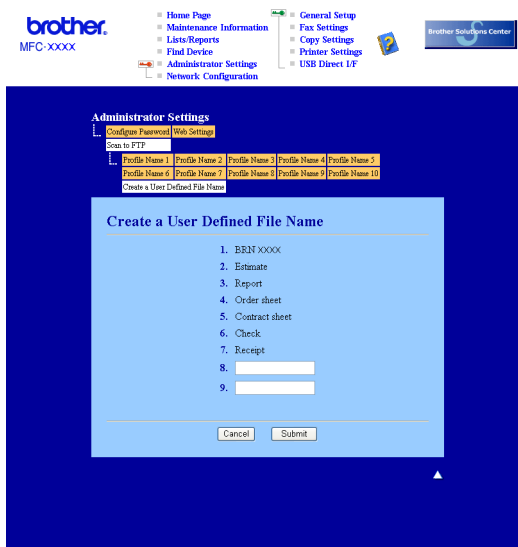 brother.
MFC-XXXX
Home Page
Maintenance Information
Lists/Reports
Find Device
Administrator Settings
Network Configuration
General Setup
Fax Settings
Copy Settings
Printer Settings
USB Direct I/F
Brother Solutions Center
Administrator Settings
Configure Password Web Settings
Scan to FTP
Profile Name 1 Profile Name 2 Profile Name 3 Profile Name 4 Profile Name 5
Profile Name 6 Profile Name 7 Profile Name 8 Profile Name 9 Profile Name 10
Create a User Defined File Name
Create a User Defined File Name
1. BRN XXXX
2. Estimate
3. Report
4. Order sheet
5. Contract sheet
6. Check
7. Receipt
8.
9.
Cancel Submit